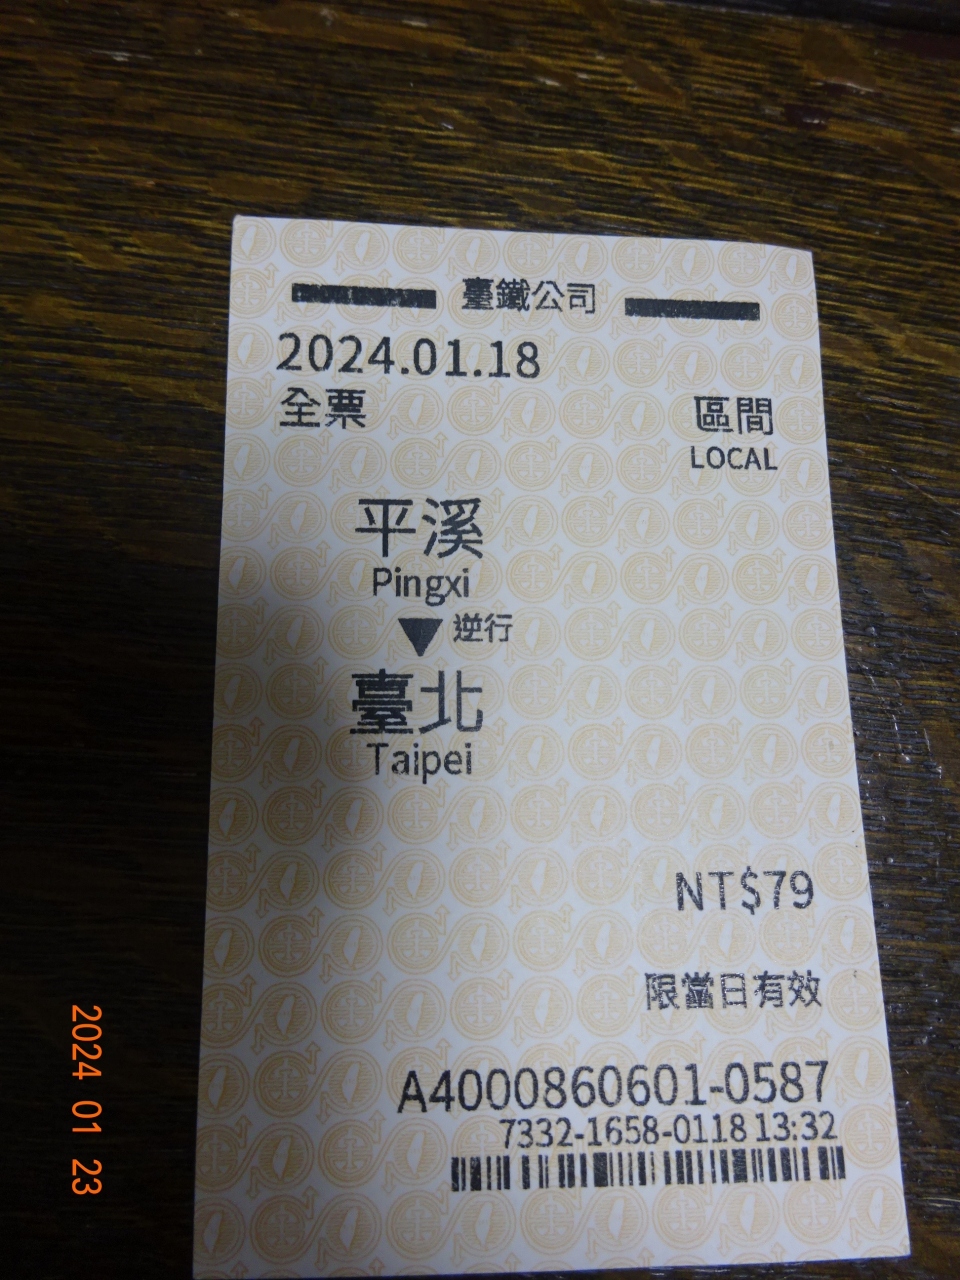 臺鐵公司
2024.01.18
全票 區間
LOCAL
平溪
Pingxi
▼ 逆行
臺北
Taipei
NT$79
限當日有效
A4000860601-0587
7332-1658-0118 13:32
2024 01 23